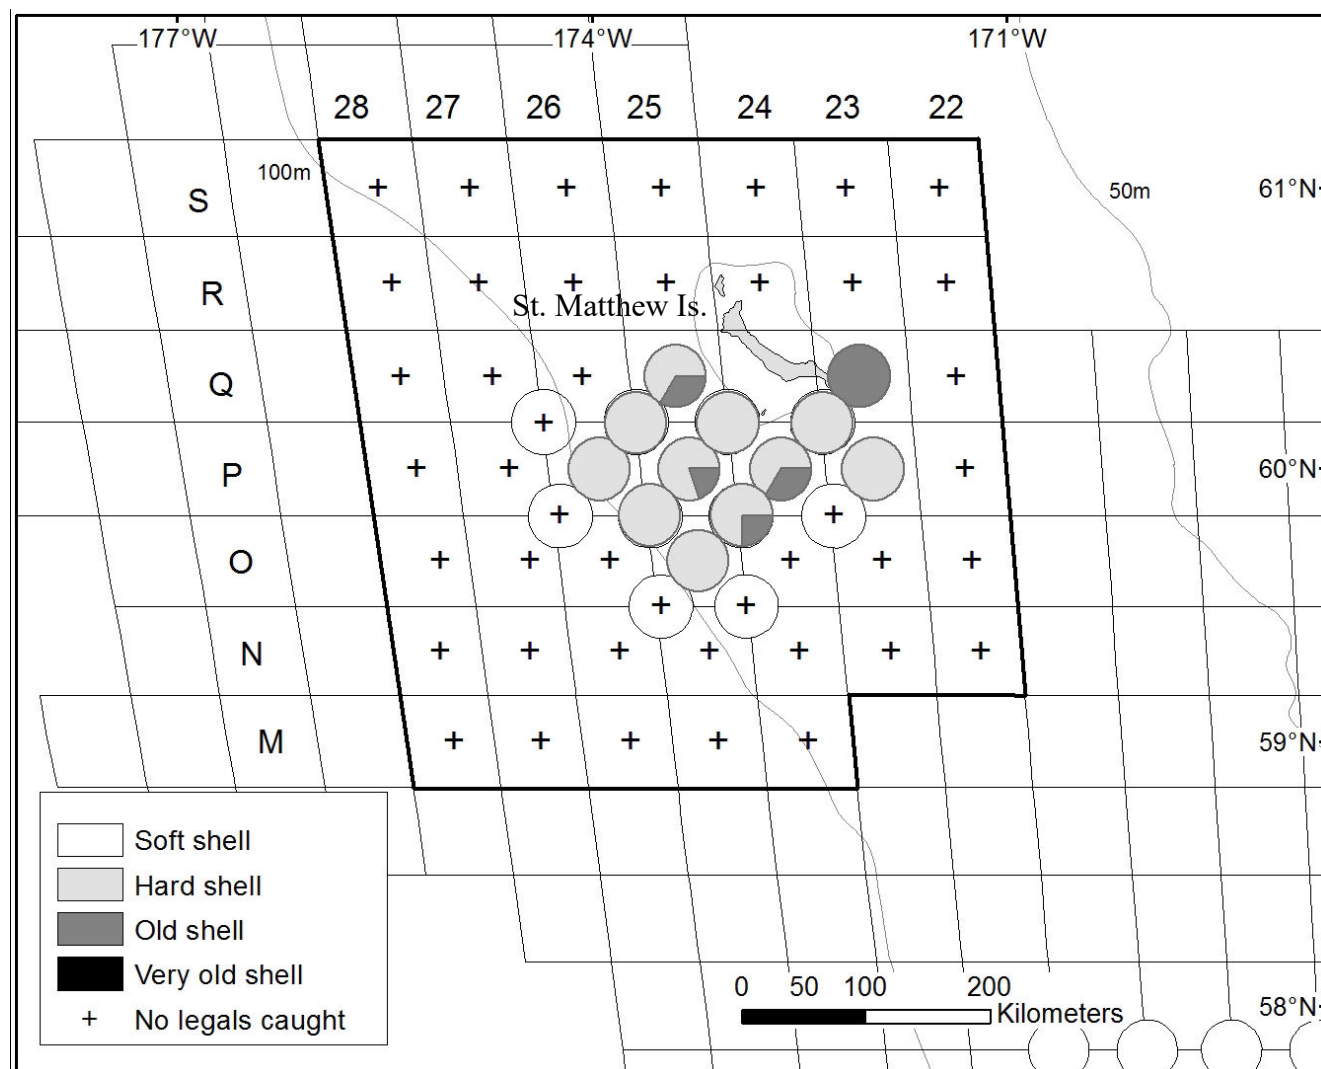 177°W 174°W 171°W
28 27 26 25 24 23 22
100m
50m
S
61°N
R
St. Matthew Is.
Q
P
60°N
O
N
M
59°N
Soft shell
Hard shell
Old shell
Very old shell
+ No legals caught
0 50 100 200
Kilometers
58°N